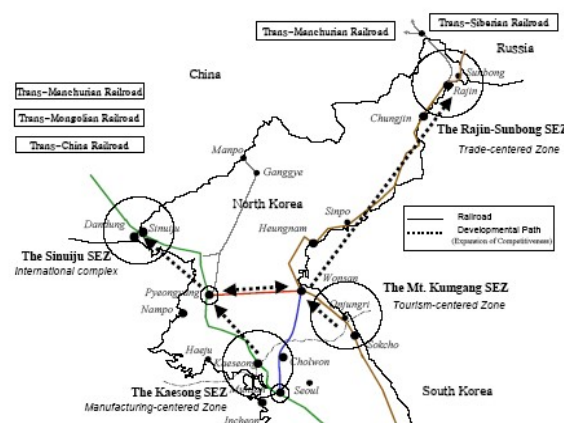 Trans-Siberian Railroad
Trans-Manchurian Railroad
Russia
China
Sunbong
Rajin
Trans-Manchurian Railroad
Trans-Mongolian Railroad
Trans-China Railroad
Chungjin
The Rajin-Sunbong SEZ
Trade-centered Zone
Manpo
Ganggye
North Korea
Sinpo
Railroad
Developmental Path
(Expansion of Competitiveness)
Dandung
Sinuiju
Heungnam
The Sinuiju SEZ
International complex
Wonsan
The Mt. Kumgang SEZ
Tourism-centered Zone
Pyeongyang
Onjungri
Nampo
Sokcho
Haeju
Kaeseong
Cholwon
The Kaesong SEZ
Manufacturing-centered Zone
Seoul
South Korea
Incheon